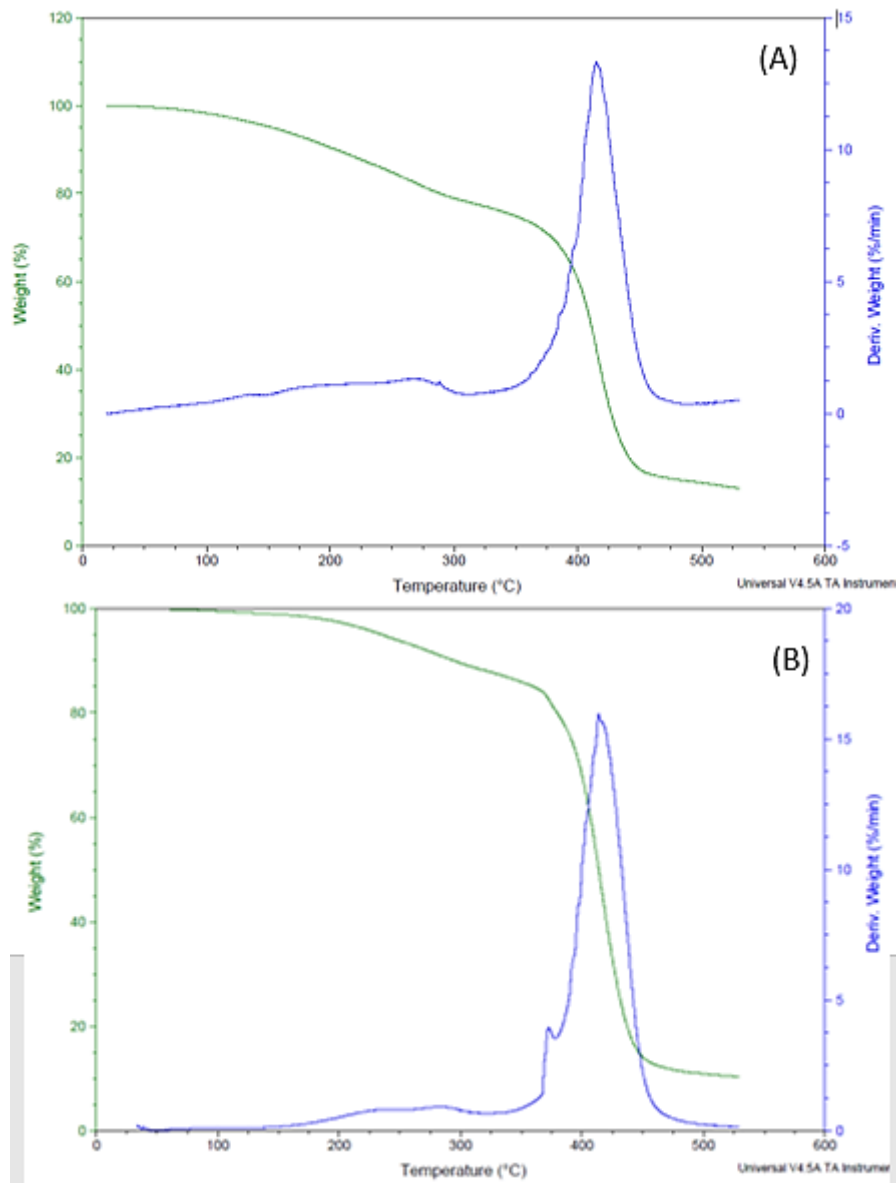 120
100
80
60
40
20
0
Weight (%)
(A)
15
10
5
0
-5
Deriv. Weight (%/min)
0 100 200 300 400 500 600
Temperature (°C)
Universal V4.5A TA Instrumen
100
80
60
40
20
0
Weight (%)
(B)
20
15
10
5
0
Deriv. Weight (%/min)
0 100 200 300 400 500 600
Temperature (°C)
Universal V4.5A TA Instrumen